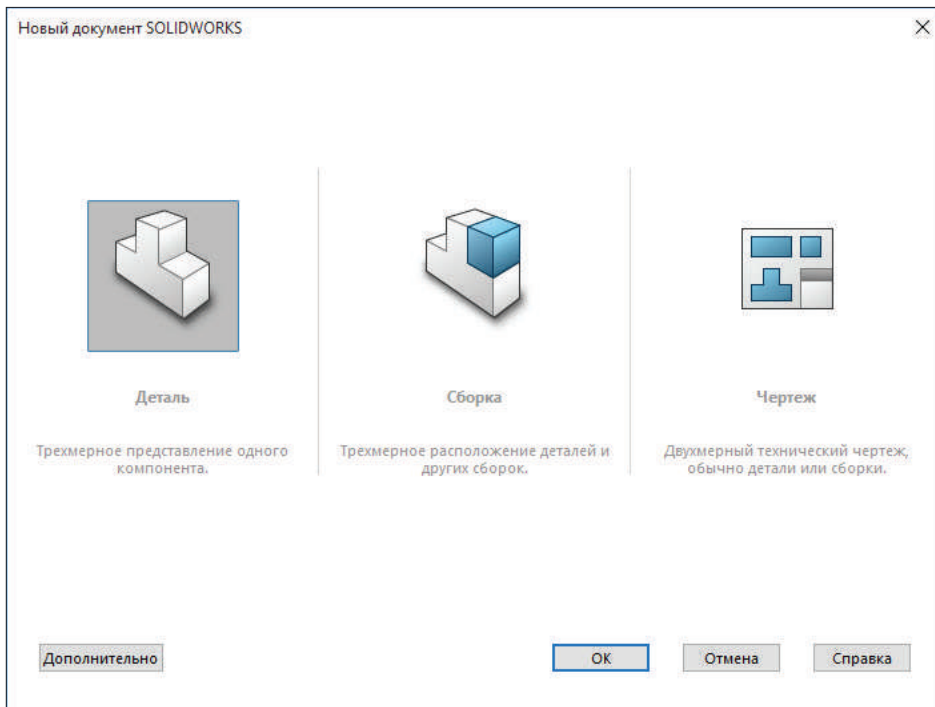 Новый документ SOLIDWORKS
Деталь
Трехмерное представление одного
компонента.
Сборка
Трехмерное расположение деталей и
других сборок.
Чертеж
Двухмерный технический чертеж,
обычно детали или сборки.
Дополнительно
ОК
Отмена
Справка